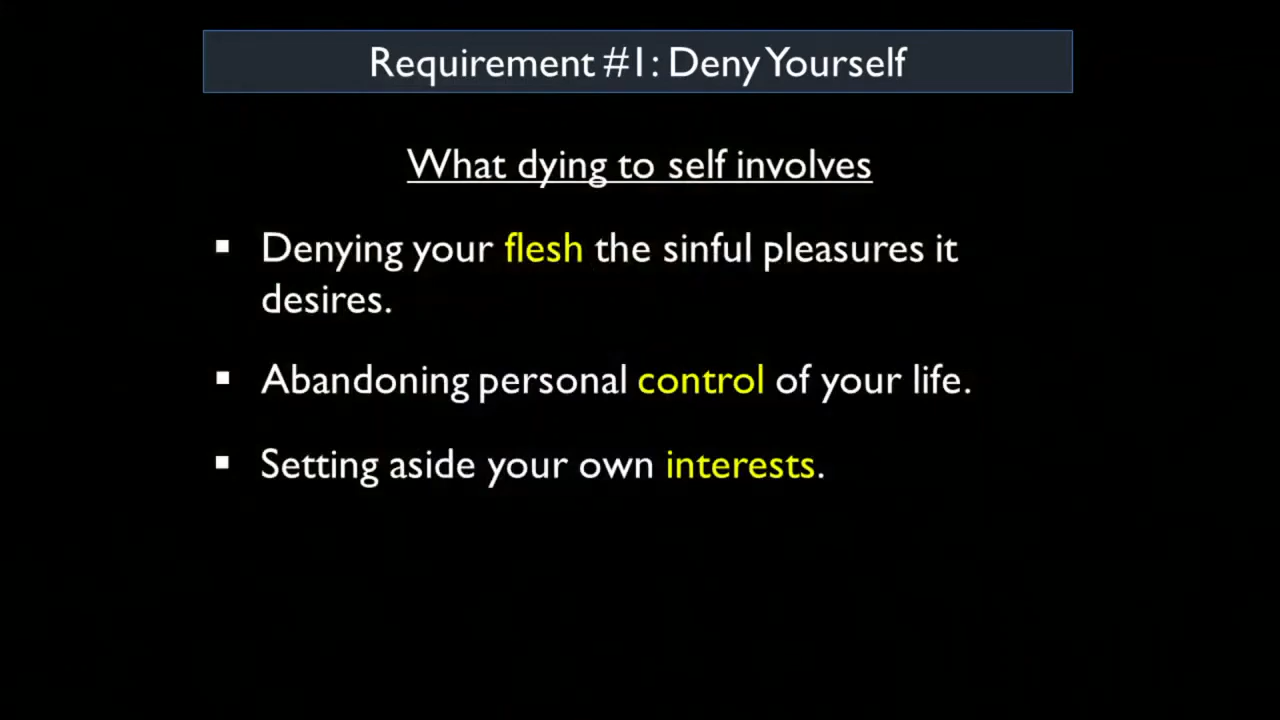 Requirement #1: Deny Yourself
What dying to self involves
▪ Denying your flesh the sinful pleasures it
desires.
▪ Abandoning personal control of your life.
▪ Setting aside your own interests.